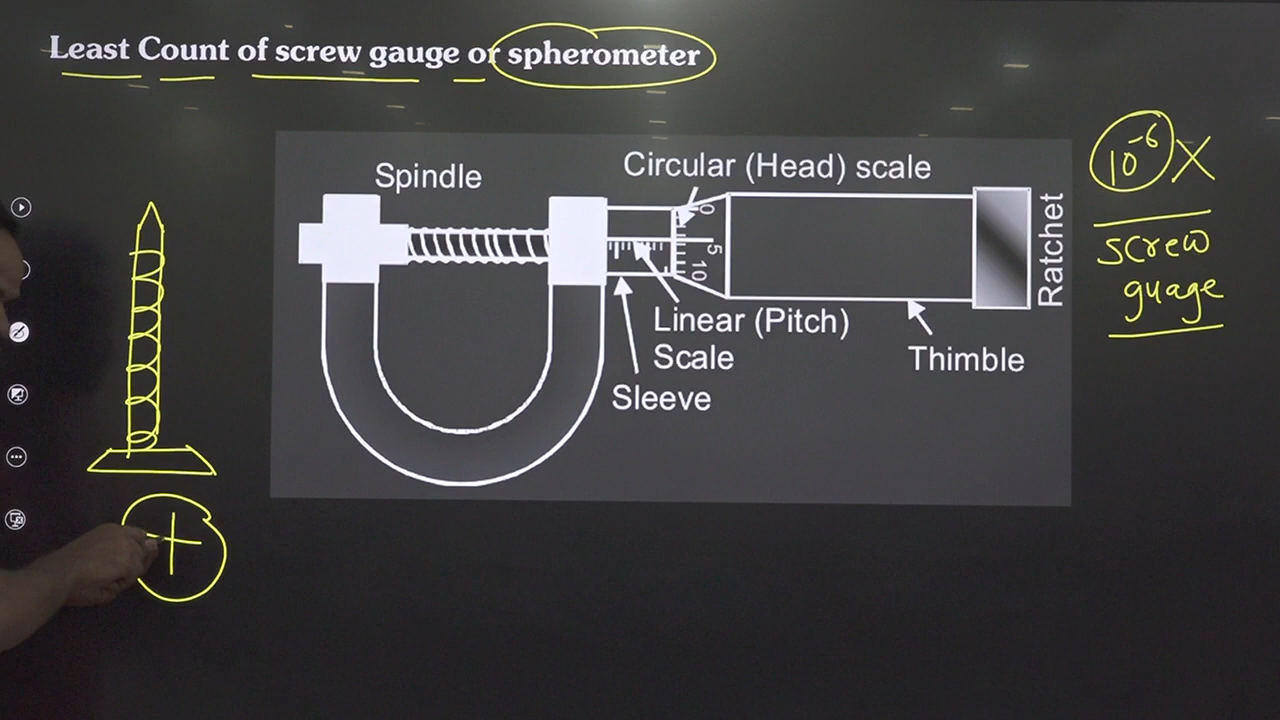 Least Count of screw gauge or spherometer
Circular (Head) scale
Spindle
0
5
10
Ratchet
Linear (Pitch)
Scale
Thimble
Sleeve
10⁻⁶ X
screw
guage